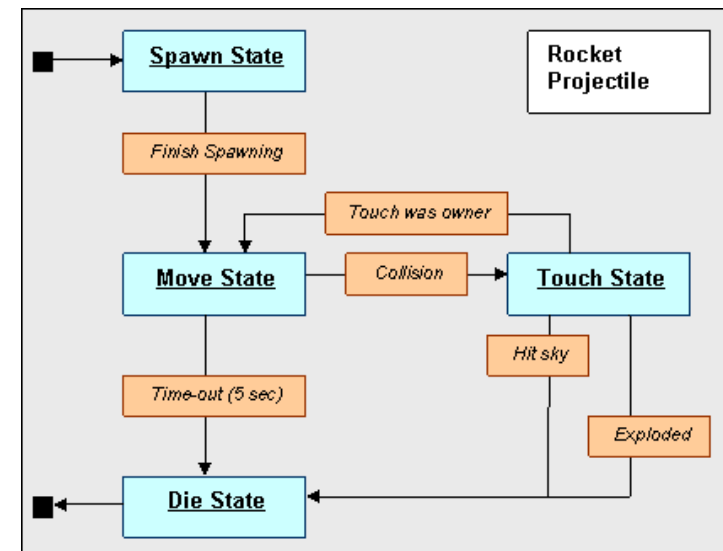 Spawn State
Rocket
Projectile
Finish Spawning
Touch was owner
Move State
Collision
Touch State
Hit sky
Time-out (5 sec)
Exploded
Die State